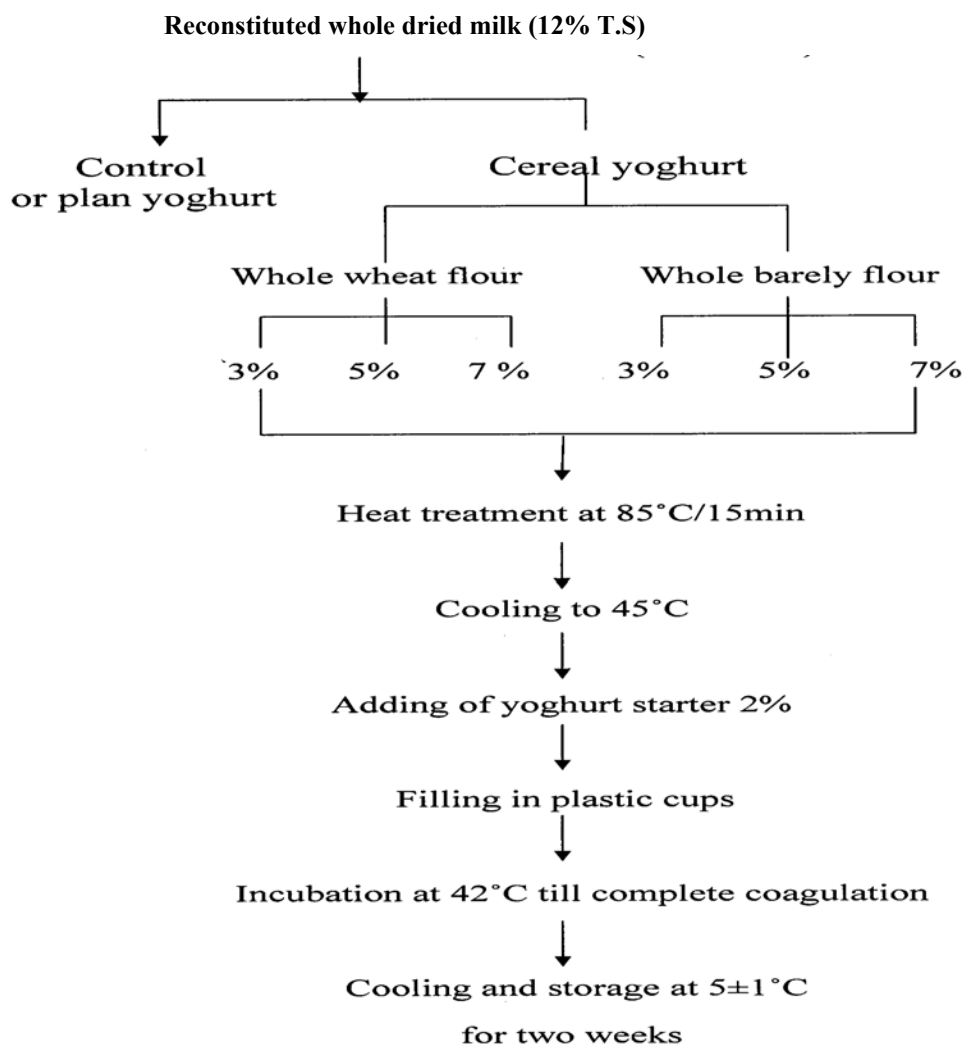 Reconstituted whole dried milk (12% T.S)
Control
or plan yoghurt
Cereal yoghurt
Whole wheat flour
Whole barely flour
3%
5%
7 %
3%
5%
7%
Heat treatment at 85°C/15min
Cooling to 45°C
Adding of yoghurt starter 2%
Filling in plastic cups
Incubation at 42°C till complete coagulation
Cooling and storage at 5±1°C
for two weeks